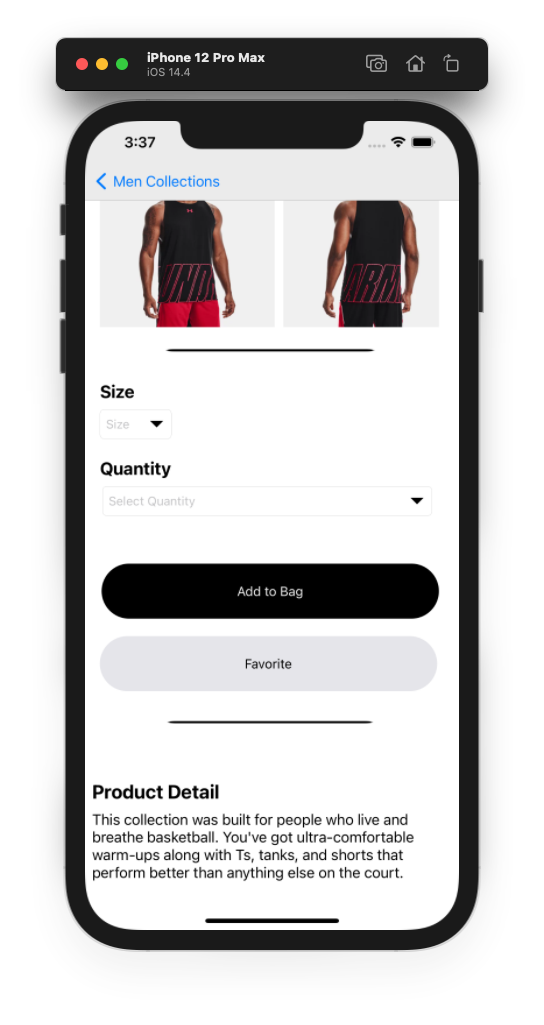 iPhone 12 Pro Max
iOS 14.4
3:37
Men Collections
UNDE
ARM
Size
Size
Quantity
Select Quantity
Add to Bag
Favorite
Product Detail
This collection was built for people who live and
breathe basketball. You've got ultra-comfortable
warm-ups along with Ts, tanks, and shorts that
perform better than anything else on the court.